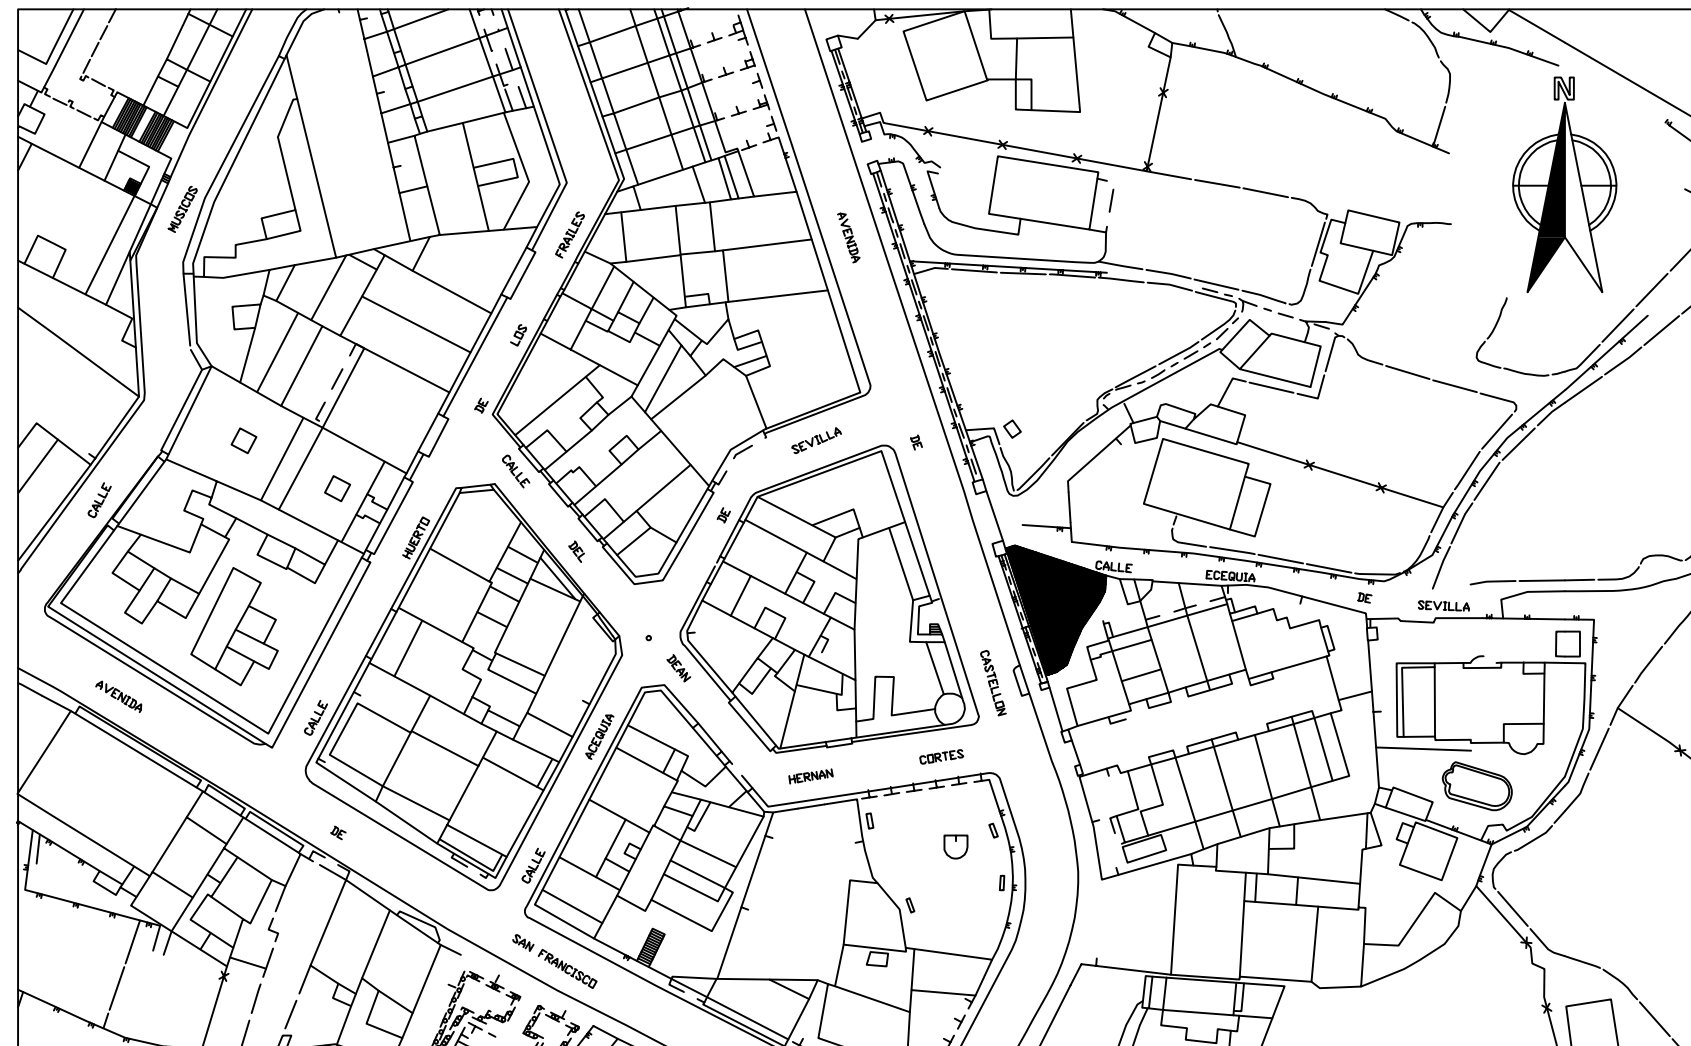 N
MUSICOS
CALLE
FRAILES
LOS
DE
HUERTO
CALLE
AVENIDA
DE
CASTELLON
SEVILLA
DE
CALLE
DEL
DEAN
ACEQUIA
CALLE
CALLE
ECEQUIA
DE
SEVILLA
HERNAN
CORTES
AVENIDA
DE
SAN FRANCISCO